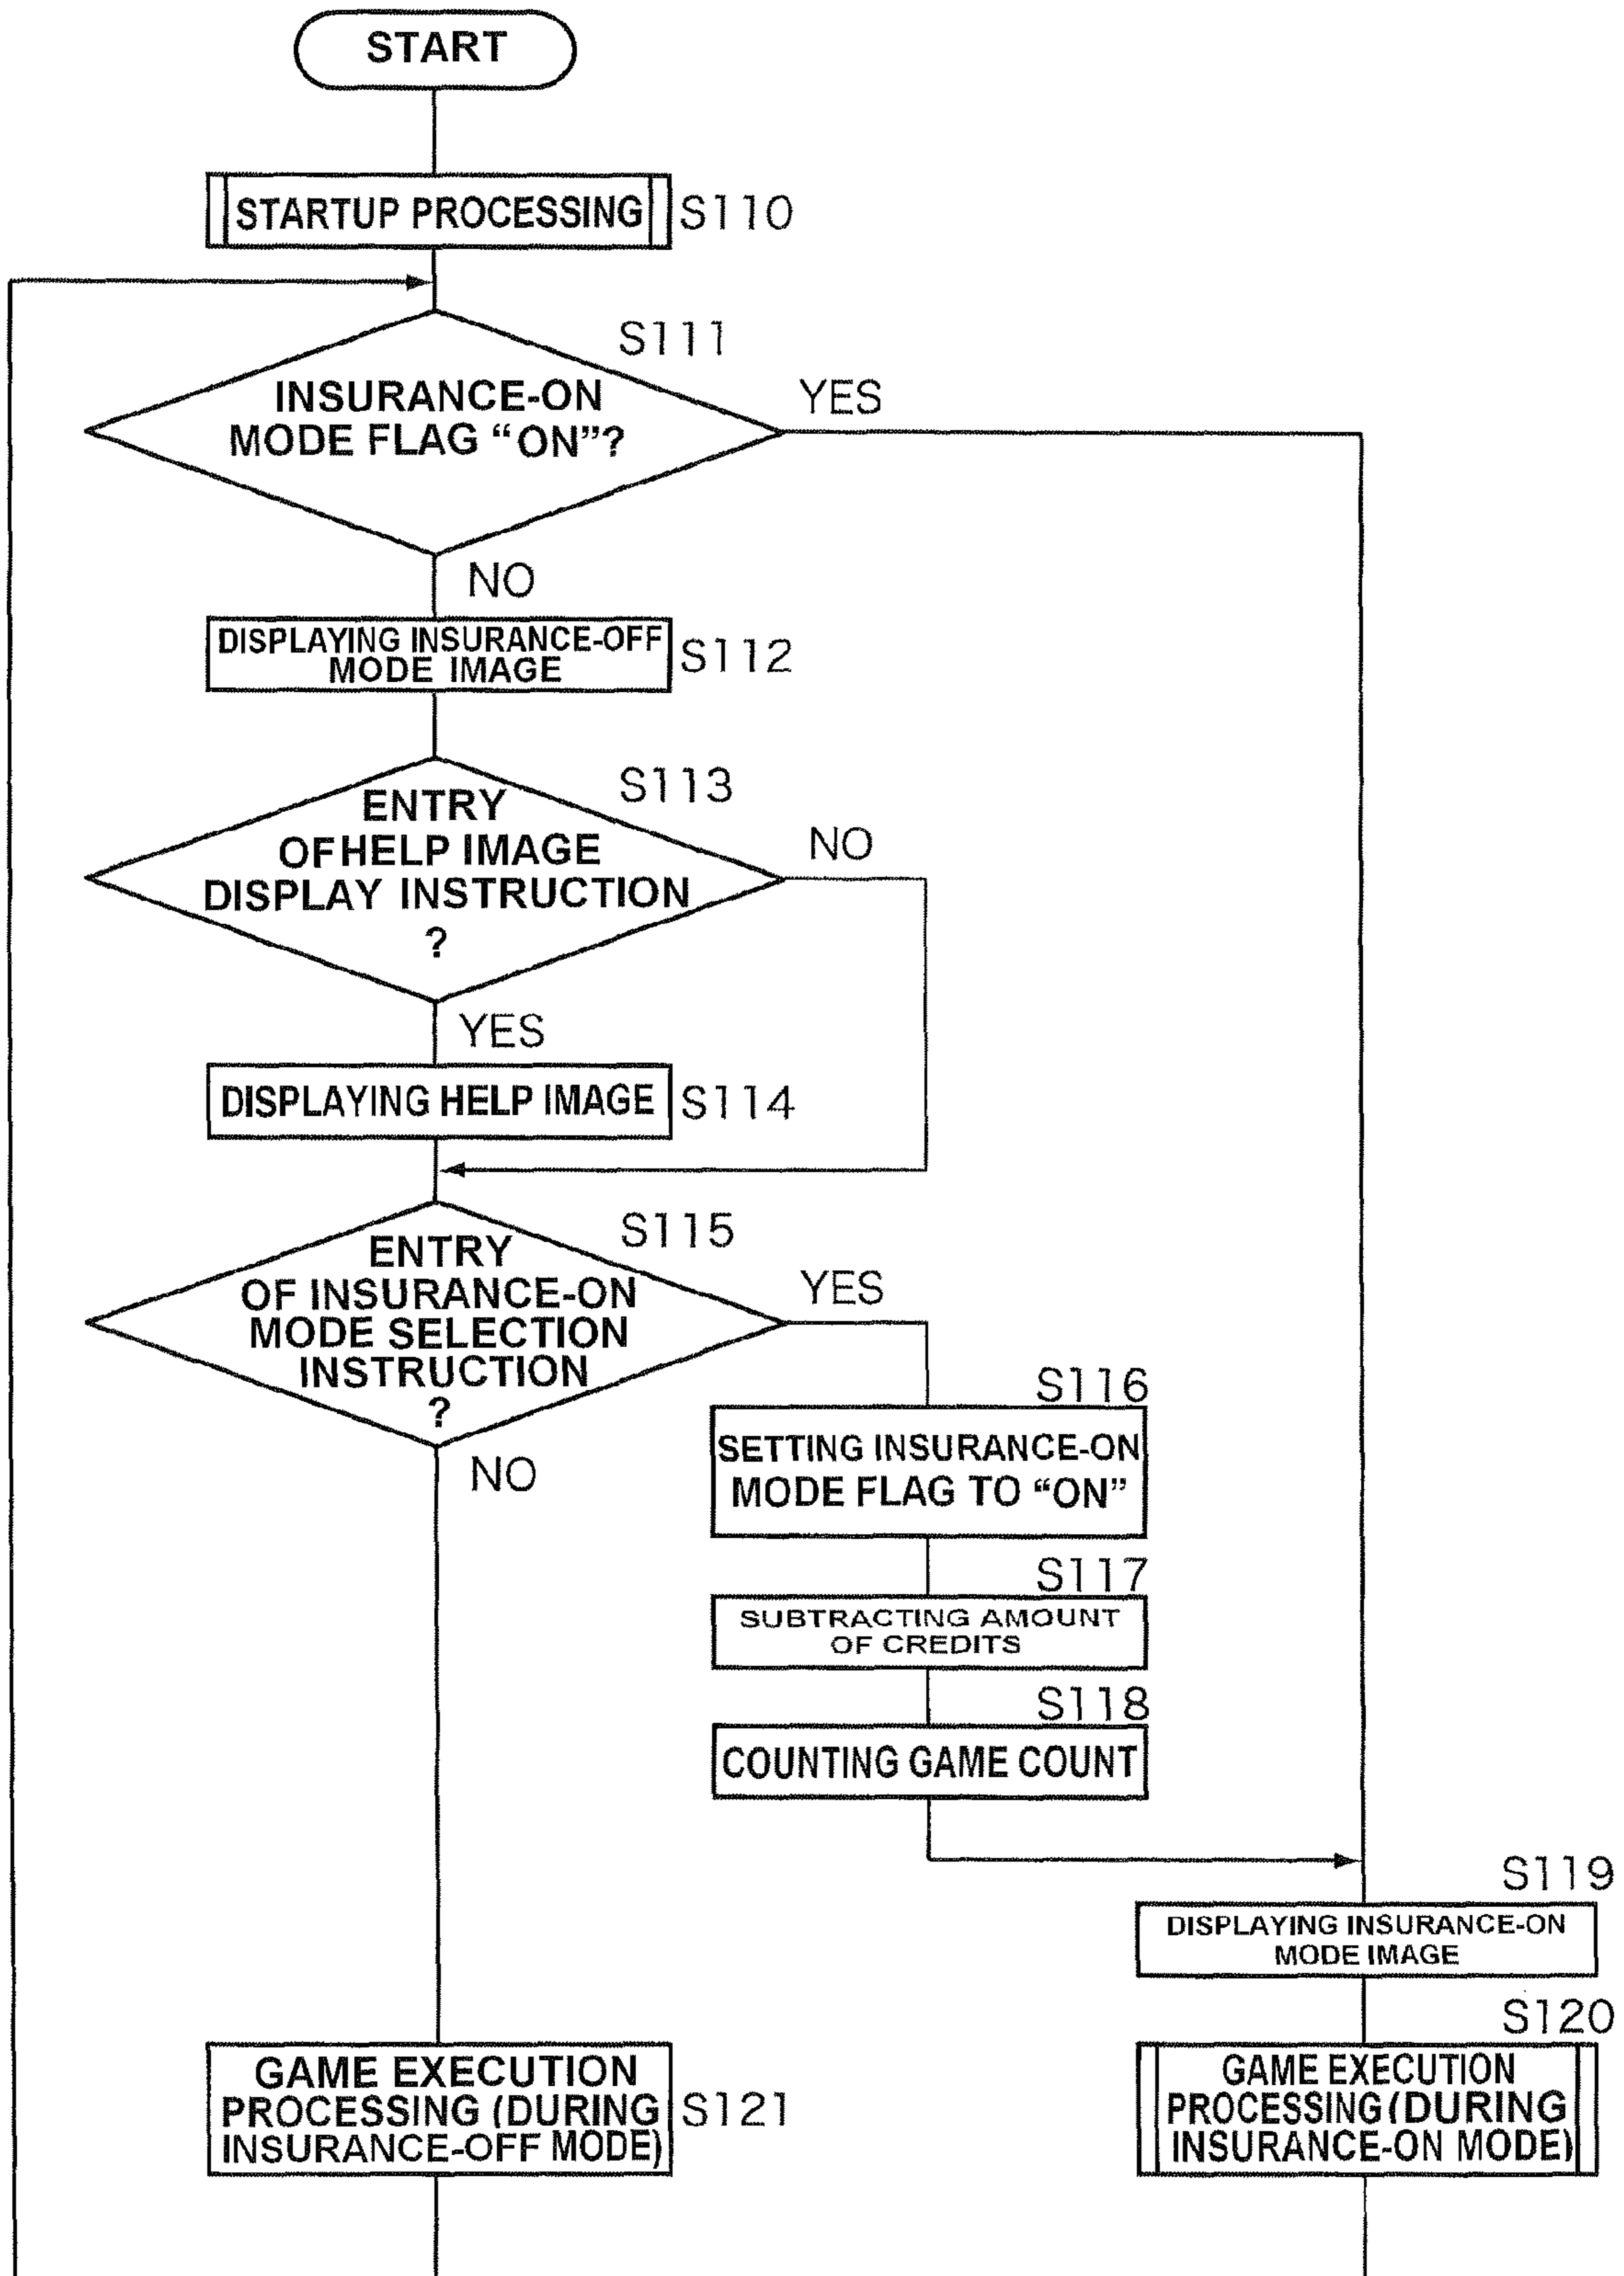 START
STARTUP PROCESSING
S110
S111
INSURANCE-ON
MODE FLAG “ON”?
YES
NO
DISPLAYING INSURANCE-OFF
MODE IMAGE
S112
S113
ENTRY
OFHELP IMAGE
DISPLAY INSTRUCTION
?
NO
YES
DISPLAYING HELP IMAGE
S114
S115
ENTRY
OF INSURANCE-ON
MODE SELECTION
INSTRUCTION
?
YES
NO
S116
SETTING INSURANCE-ON
MODE FLAG TO “ON”
S117
SUBTRACTING AMOUNT
OF CREDITS
S118
COUNTING GAME COUNT
S119
DISPLAYING INSURANCE-ON
MODE IMAGE
S120
GAME EXECUTION
PROCESSING (DURING
INSURANCE-ON MODE)
GAME EXECUTION
PROCESSING (DURING
INSURANCE-OFF MODE)
S121